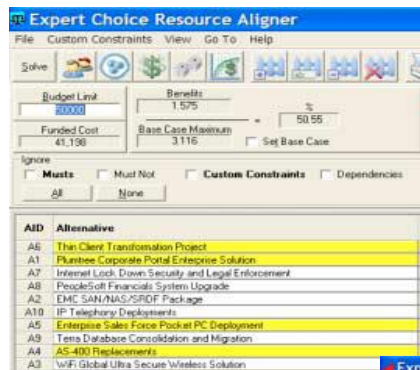 Expert Choice Resource Aligner
File Custom Constraints View Go To Help
Solve
Budget Limit
50000
Benefits
1.575
=
%
50.55
Funded Cost
41,198
Base Case Maximum
3.116
Set Base Case
Ignore
Musts Must Not Custom Constraints Dependencies
All None
AID Alternative
A6 Thin Client Transformation Project
A1 Plumtree Corporate Portal Enterprise Solution
A7 Internet Lock Down Security and Legal Enforcement
A8 PeopleSoft Financials System Upgrade
A2 EMC SAN/NAS/SRDF Package
A10 IP Telephony Deployments
A5 Enterprise Sales Force Pocket PC Deployment
A9 Terra Database Consolidation and Migration
A4 AS-400 Replacements
A3 WiFi Global Ultra Secure Wireless Solution